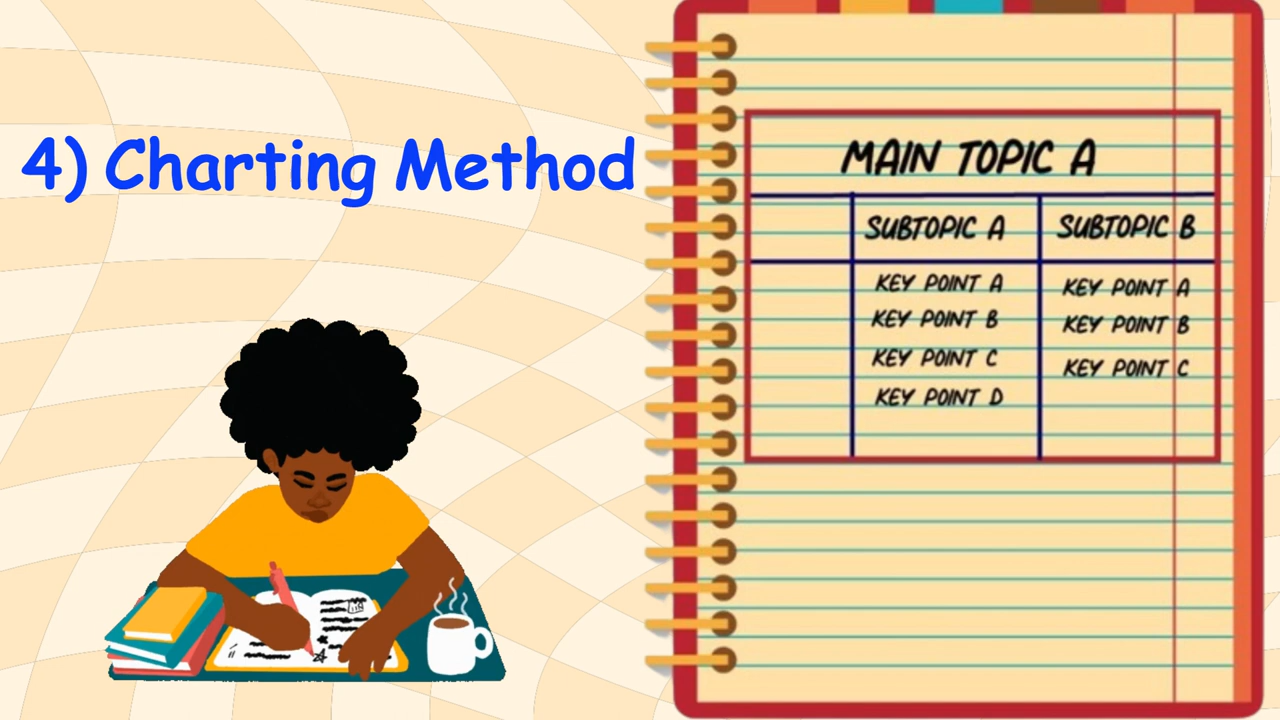 4) Charting Method
MAIN TOPIC A
SUBTOPIC A
SUBTOPIC B
KEY POINT A
KEY POINT B
KEY POINT C
KEY POINT D
KEY POINT A
KEY POINT B
KEY POINT C